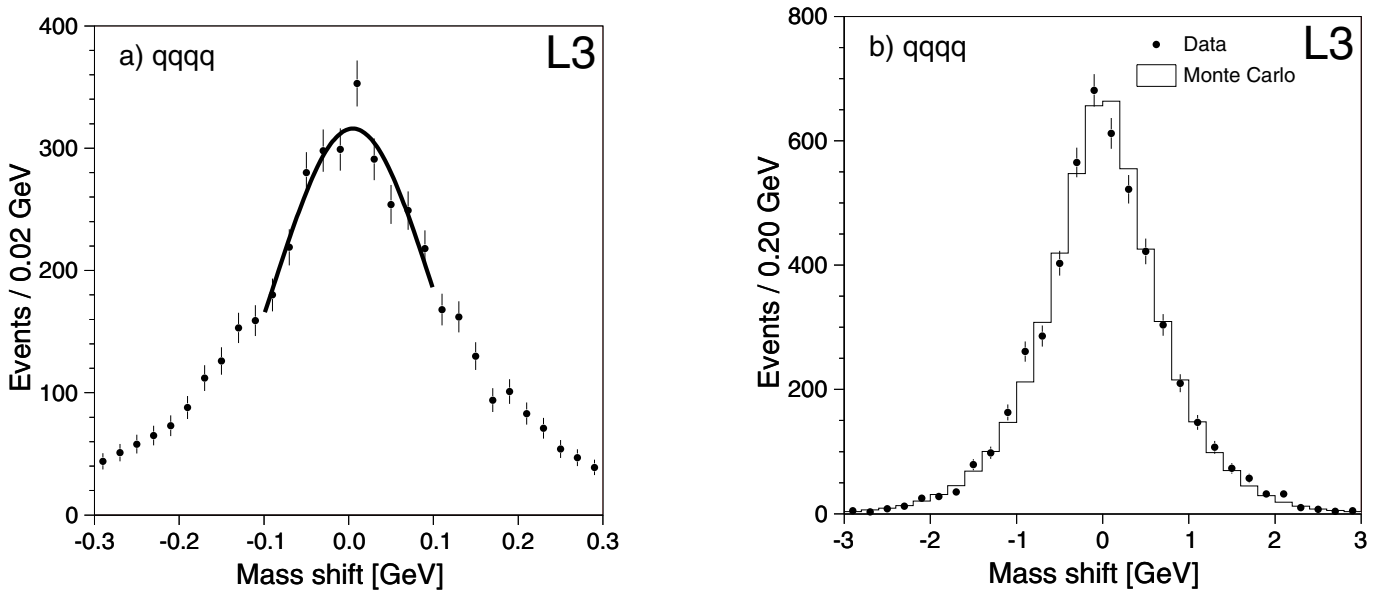 a) qqqq
L3
400
300
200
100
0
Events / 0.02 GeV
-0.3 -0.2 -0.1 0.0 0.1 0.2 0.3
Mass shift [GeV]
b) qqqq
Data
Monte Carlo
L3
800
600
400
200
0
Events / 0.20 GeV
-3 -2 -1 0 1 2 3
Mass shift [GeV]